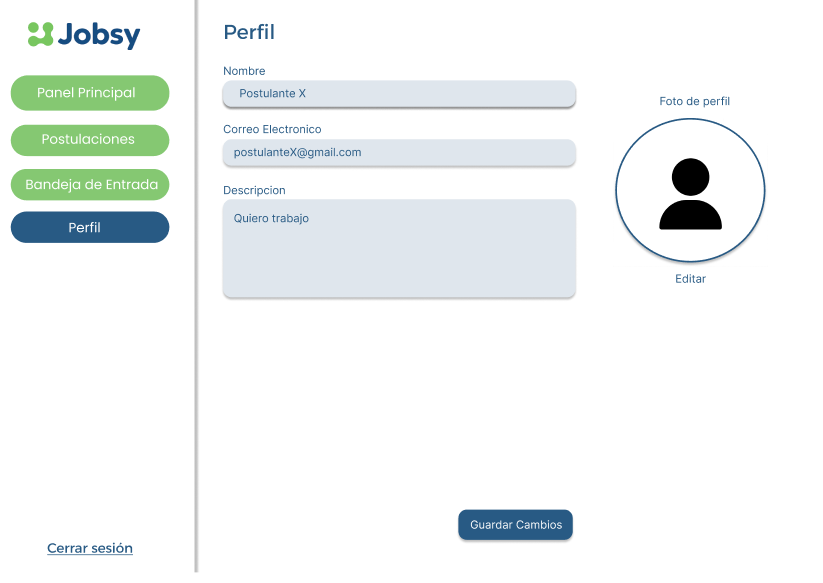 Jobsy
Panel Principal
Postulaciones
Bandeja de Entrada
Perfil
Cerrar sesión
Perfil
Nombre
Postulante X
Correo Electronico
postulanteX@gmail.com
Descripcion
Quiero trabajo
Foto de perfil
Editar
Guardar Cambios